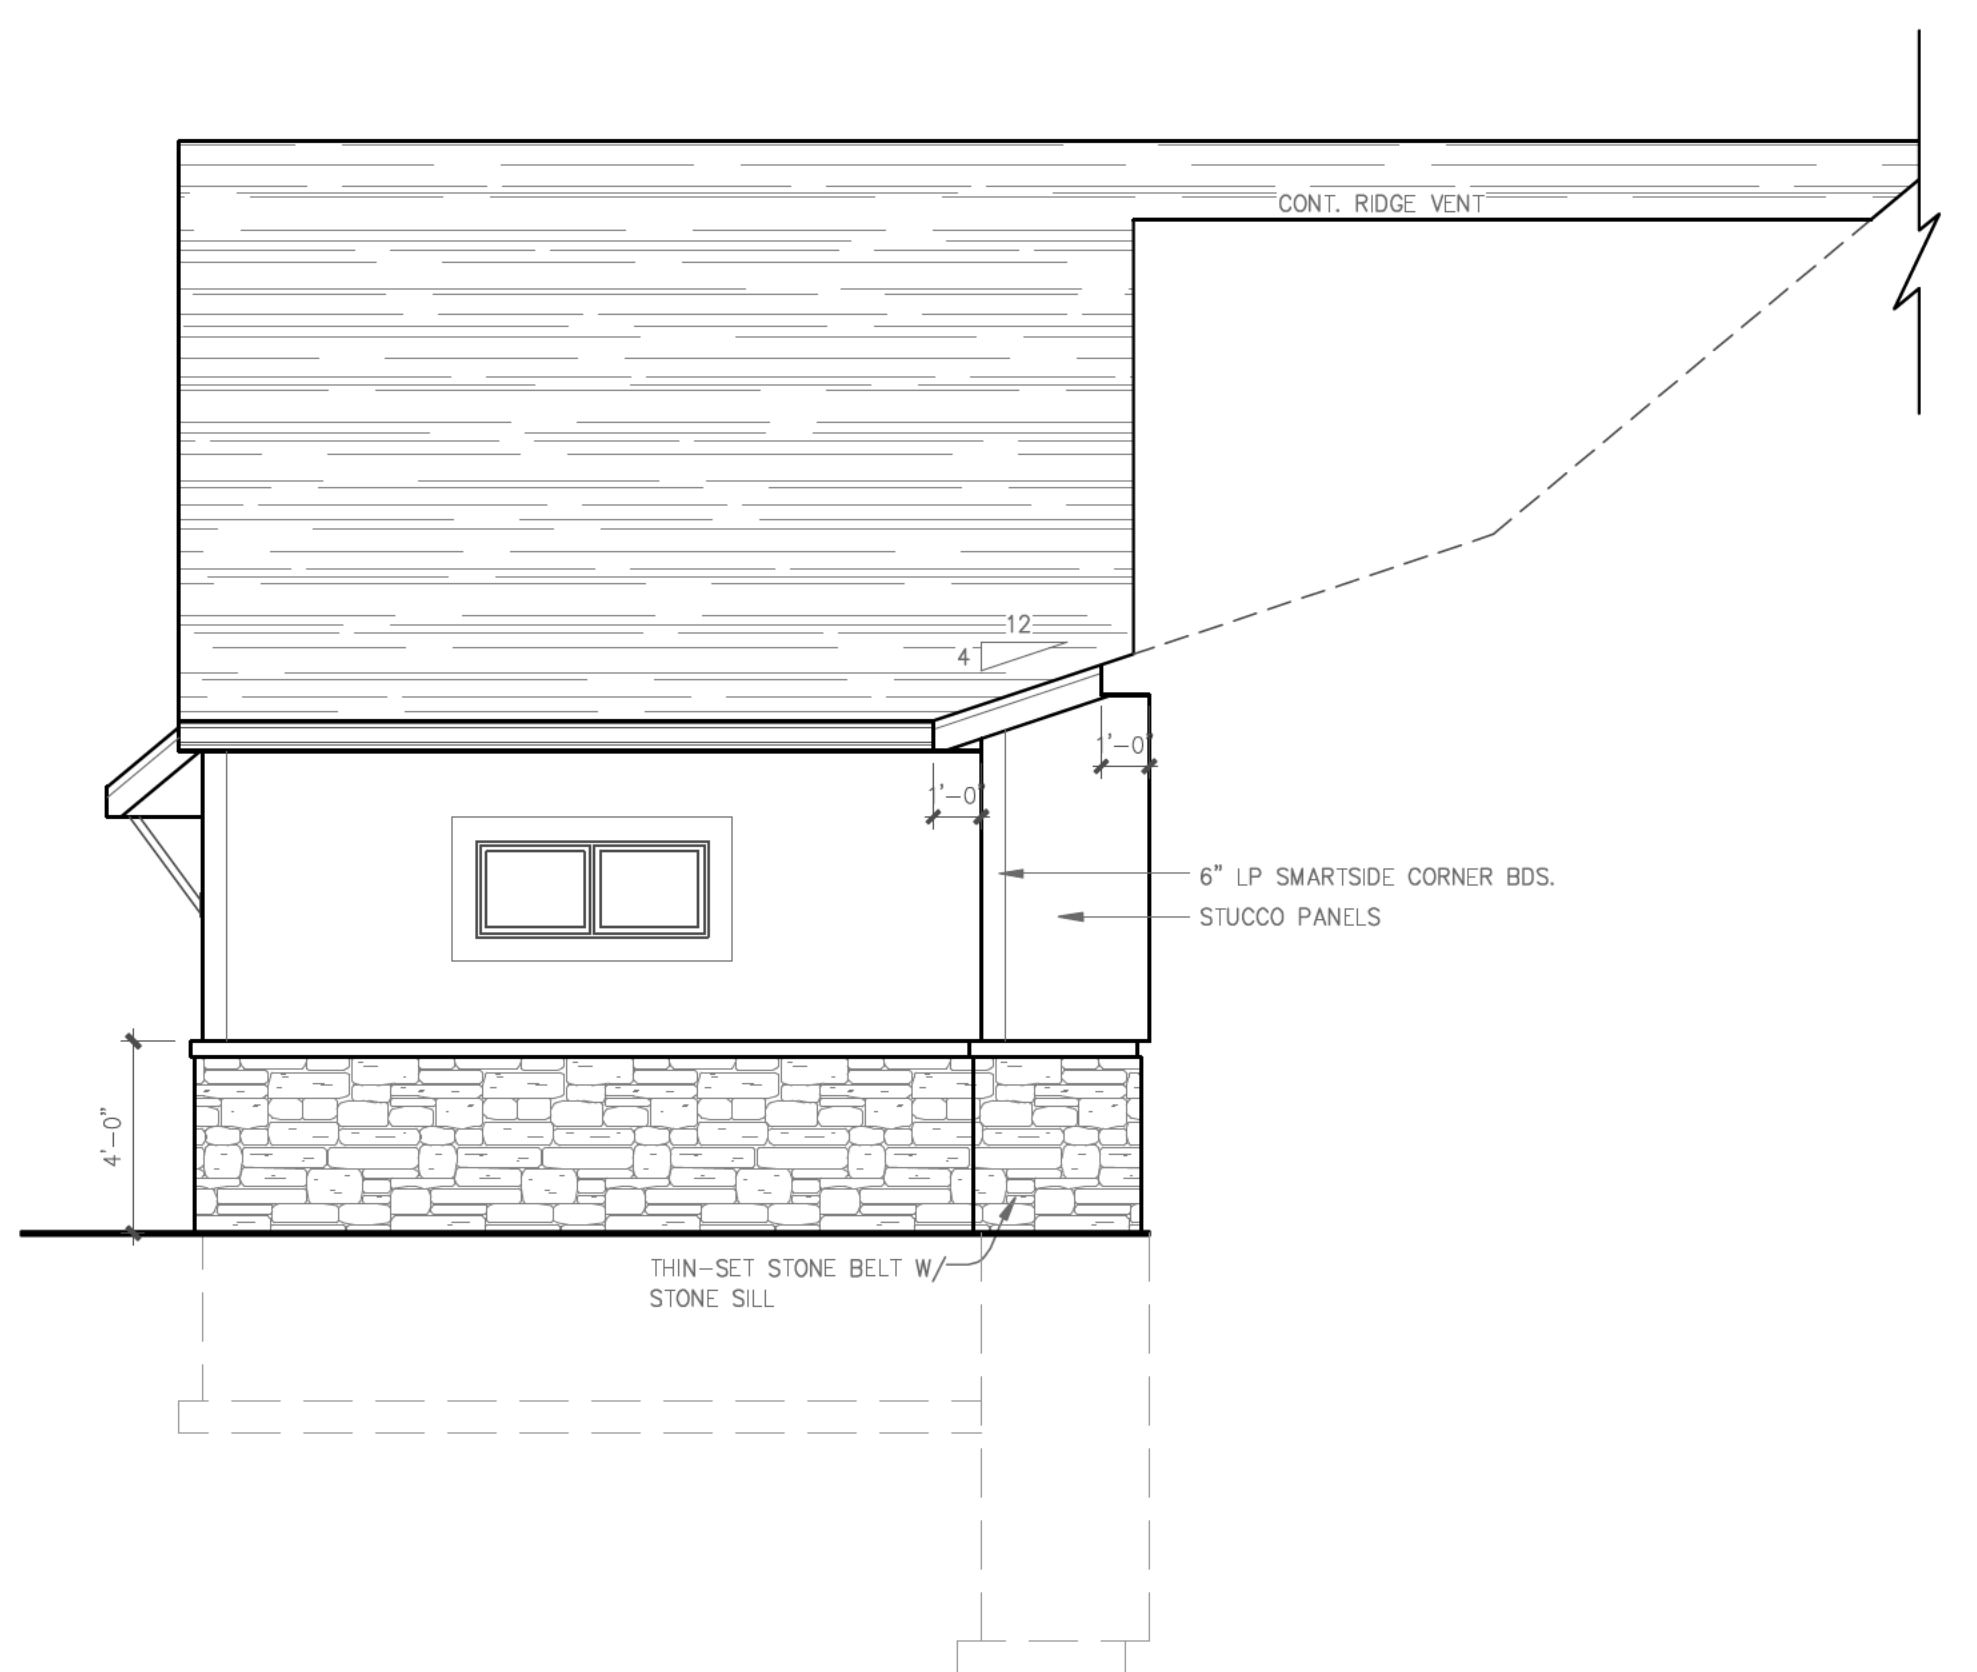 CONT. RIDGE VENT
12
4
1'-0"
1'-0"
6" LP SMARTSIDE CORNER BDS.
STUCCO PANELS
4'-0"
THIN-SET STONE BELT W/
STONE SILL